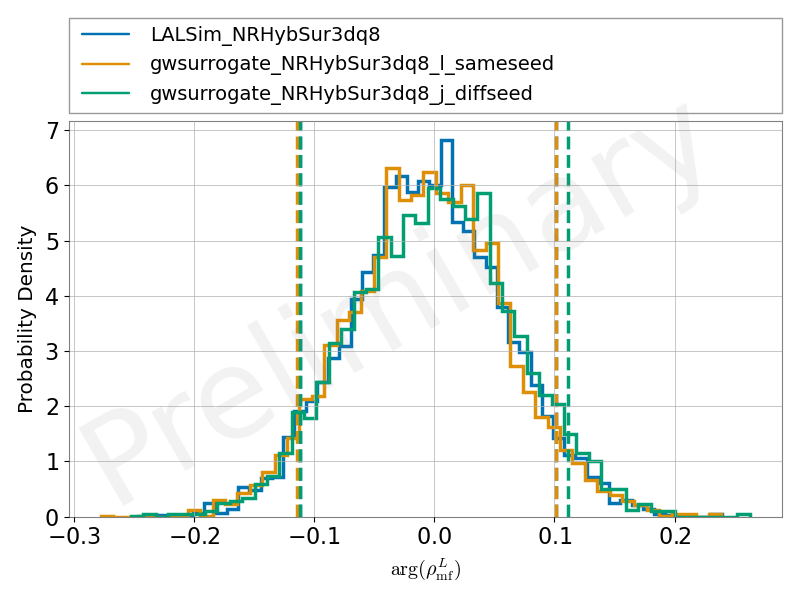 LALSim_NRHybSur3dq8
gwsurrogate_NRHybSur3dq8_l_sameseed
gwsurrogate_NRHybSur3dq8_j_diffseed
7
6
5
4
3
2
1
0
Probability Density
Preliminary
−0.3 −0.2 −0.1 0.0 0.1 0.2
arg(ρ^L_mf)